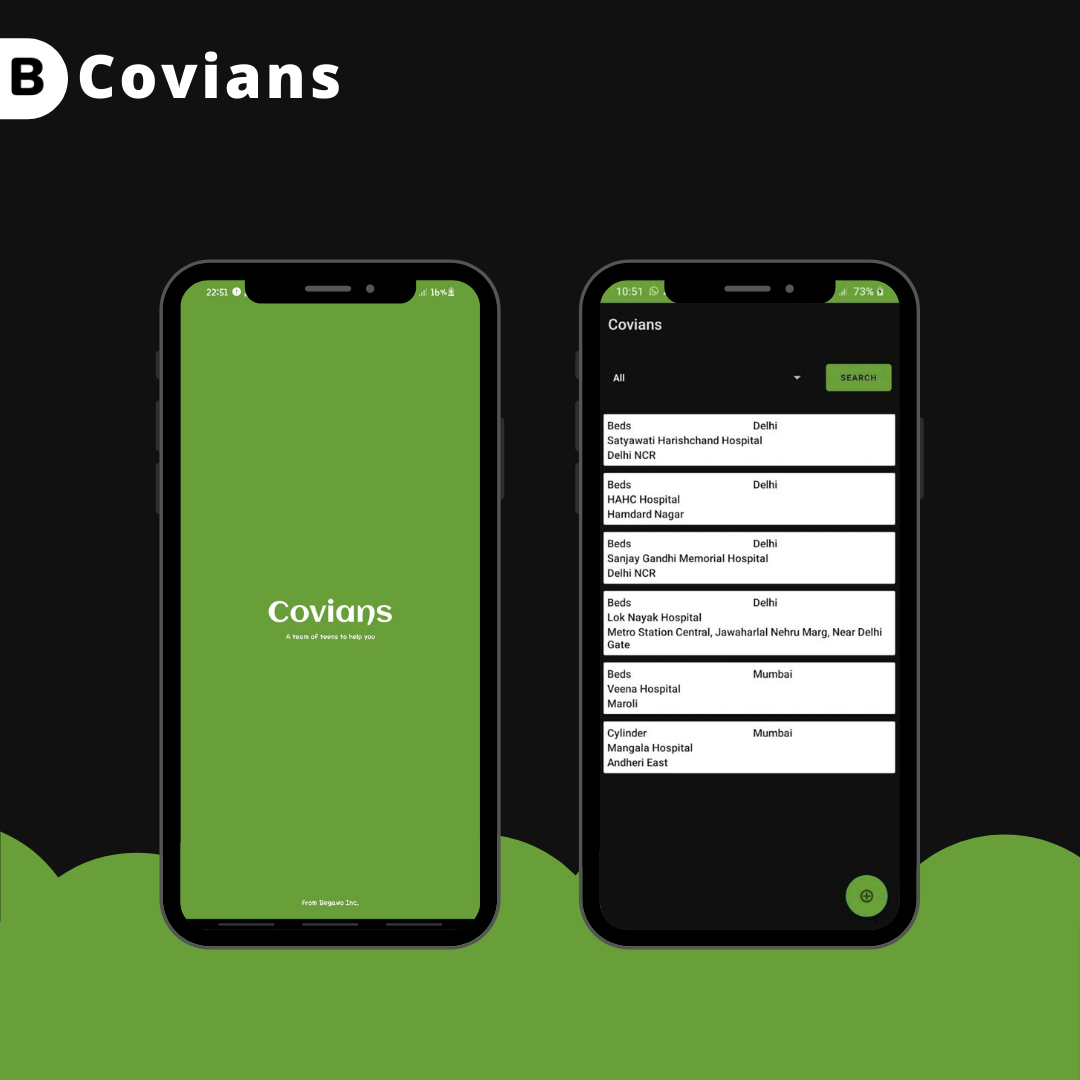 B Covians
22:51
16%
Covians
A team of teens to help you
from Begawo Inc.
10:51
73%
Covians
All
SEARCH
Beds Delhi
Satyawati Harishchand Hospital
Delhi NCR
Beds Delhi
HAHC Hospital
Hamdard Nagar
Beds Delhi
Sanjay Gandhi Memorial Hospital
Delhi NCR
Beds Delhi
Lok Nayak Hospital
Metro Station Central, Jawaharlal Nehru Marg, Near Delhi
Gate
Beds Mumbai
Veena Hospital
Maroli
Cylinder Mumbai
Mangala Hospital
Andheri East